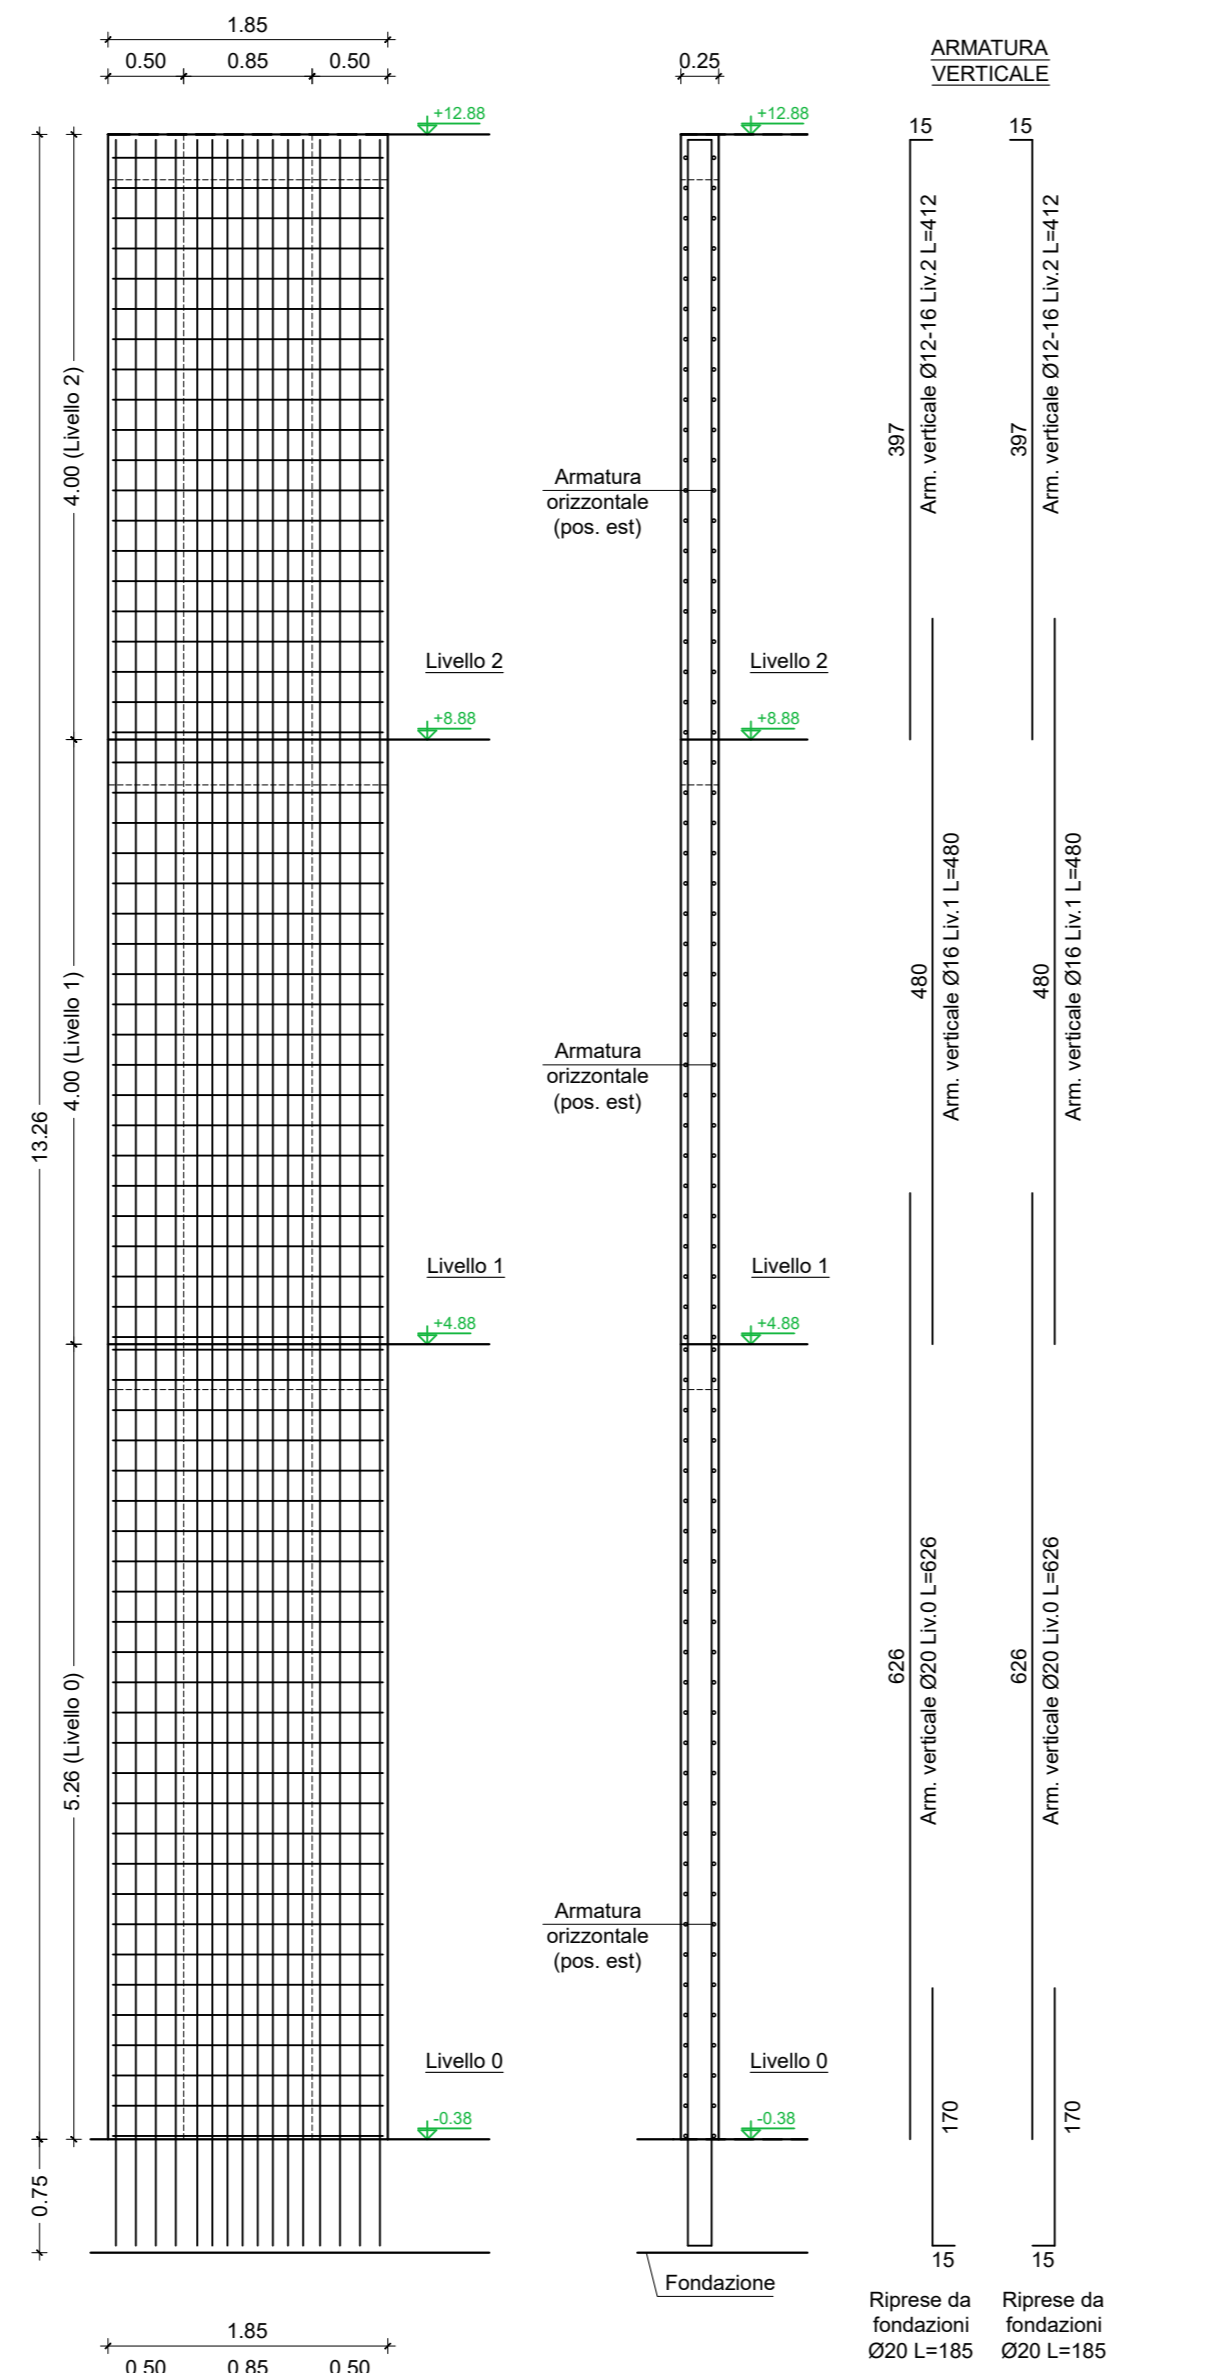 1.85
0.50 0.85 0.50
0.25
ARMATURA
VERTICALE
+12.88
+12.88
15
15
4.00 (Livello 2)
397
Arm. verticale Ø12-16 Liv.2 L=412
397
Arm. verticale Ø12-16 Liv.2 L=412
Armatura
orizzontale
(pos. est)
Livello 2
Livello 2
+8.88
+8.88
13.26
4.00 (Livello 1)
480
Arm. verticale Ø16 Liv.1 L=480
480
Arm. verticale Ø16 Liv.1 L=480
Armatura
orizzontale
(pos. est)
Livello 1
Livello 1
+4.88
+4.88
5.26 (Livello 0)
626
Arm. verticale Ø20 Liv.0 L=626
626
Arm. verticale Ø20 Liv.0 L=626
Armatura
orizzontale
(pos. est)
Livello 0
Livello 0
-0.38
-0.38
170
170
0.75
15
15
Fondazione
Riprese da
fondazioni
Ø20 L=185
Riprese da
fondazioni
Ø20 L=185
1.85
0.50 0.85 0.50